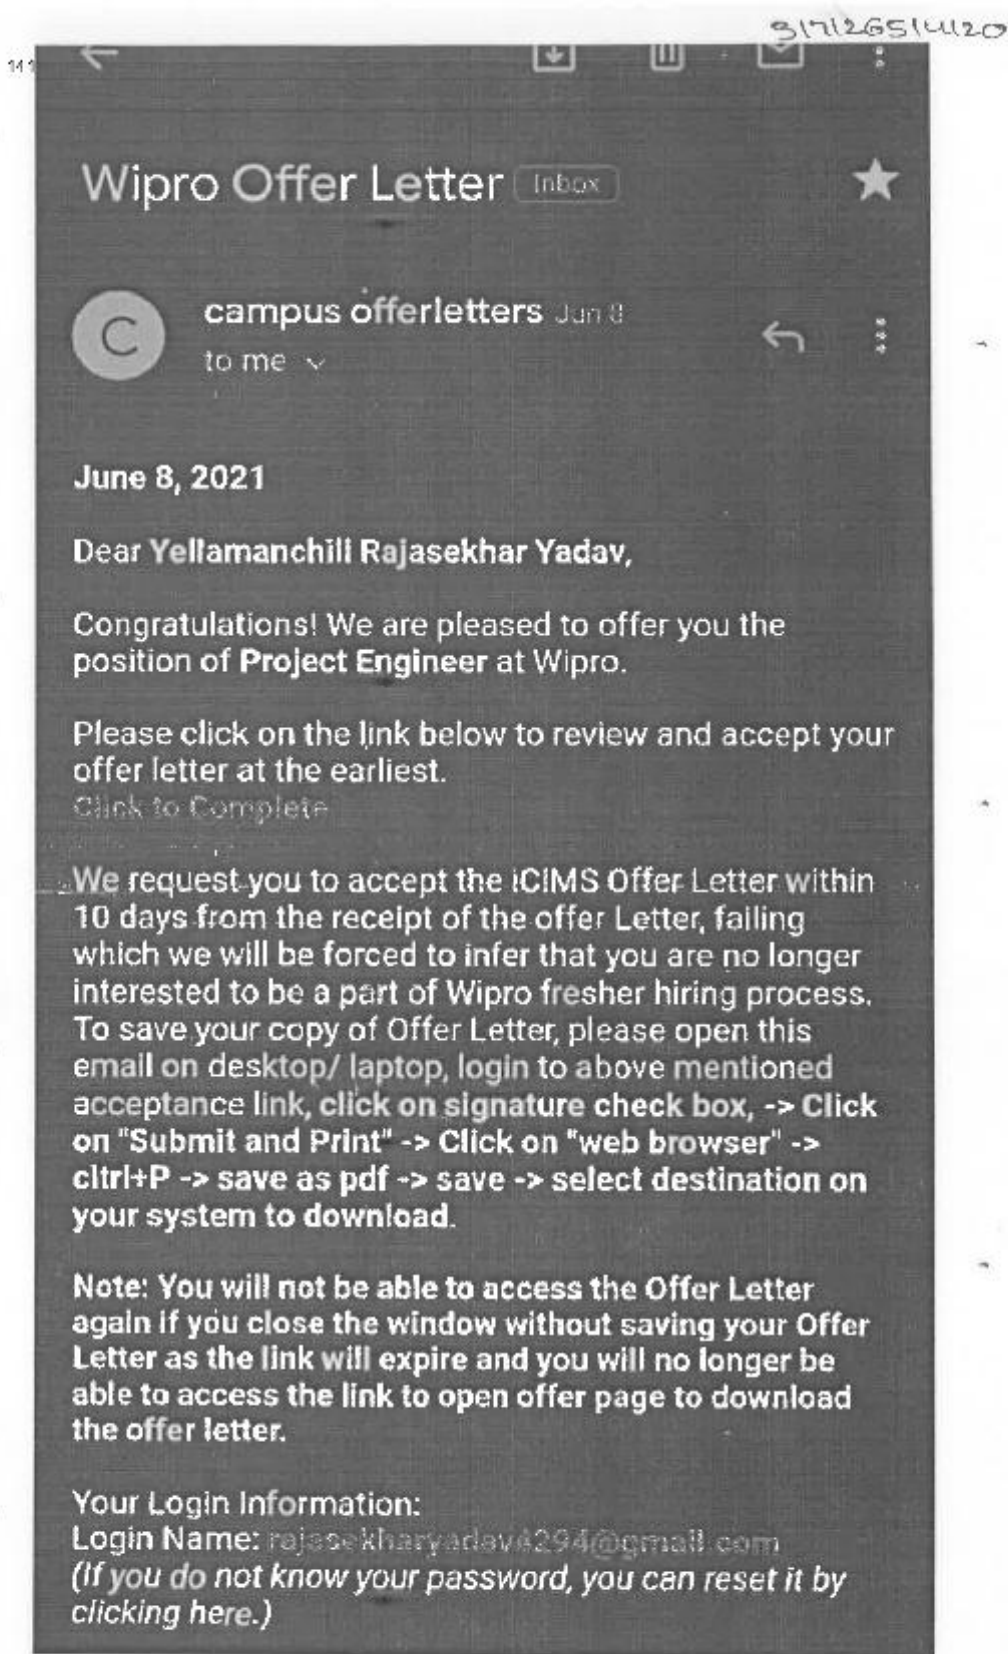 317126514120
141
Wipro Offer Letter Inbox
C
campus offerletters Jun 8
to me
June 8, 2021
Dear Yellamanchili Rajasekhar Yadav,
Congratulations! We are pleased to offer you the
position of Project Engineer at Wipro.
Please click on the link below to review and accept your
offer letter at the earliest.
Click to Complete
We request you to accept the iCIMS Offer Letter within
10 days from the receipt of the offer Letter, failing
which we will be forced to infer that you are no longer
interested to be a part of Wipro fresher hiring process.
To save your copy of Offer Letter, please open this
email on desktop/ laptop, login to above mentioned
acceptance link, click on signature check box, -> Click
on "Submit and Print" -> Click on "web browser" ->
cltrl+P -> save as pdf -> save -> select destination on
your system to download.
Note: You will not be able to access the Offer Letter
again if you close the window without saving your Offer
Letter as the link will expire and you will no longer be
able to access the link to open offer page to download
the offer letter.
Your Login Information:
Login Name: rajasekharyadav4294@gmail.com
(If you do not know your password, you can reset it by
clicking here.)